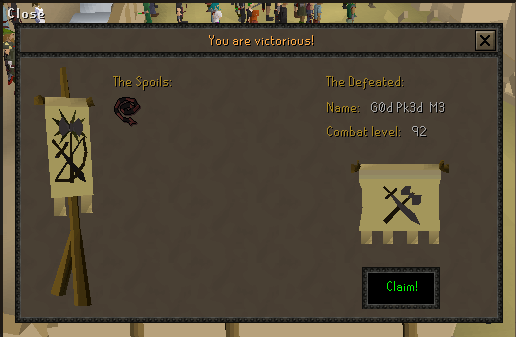 Close
You are victorious!
The Spoils:
The Defeated:
Name: G0d Pk3d M3
Combat level: 92
Claim!